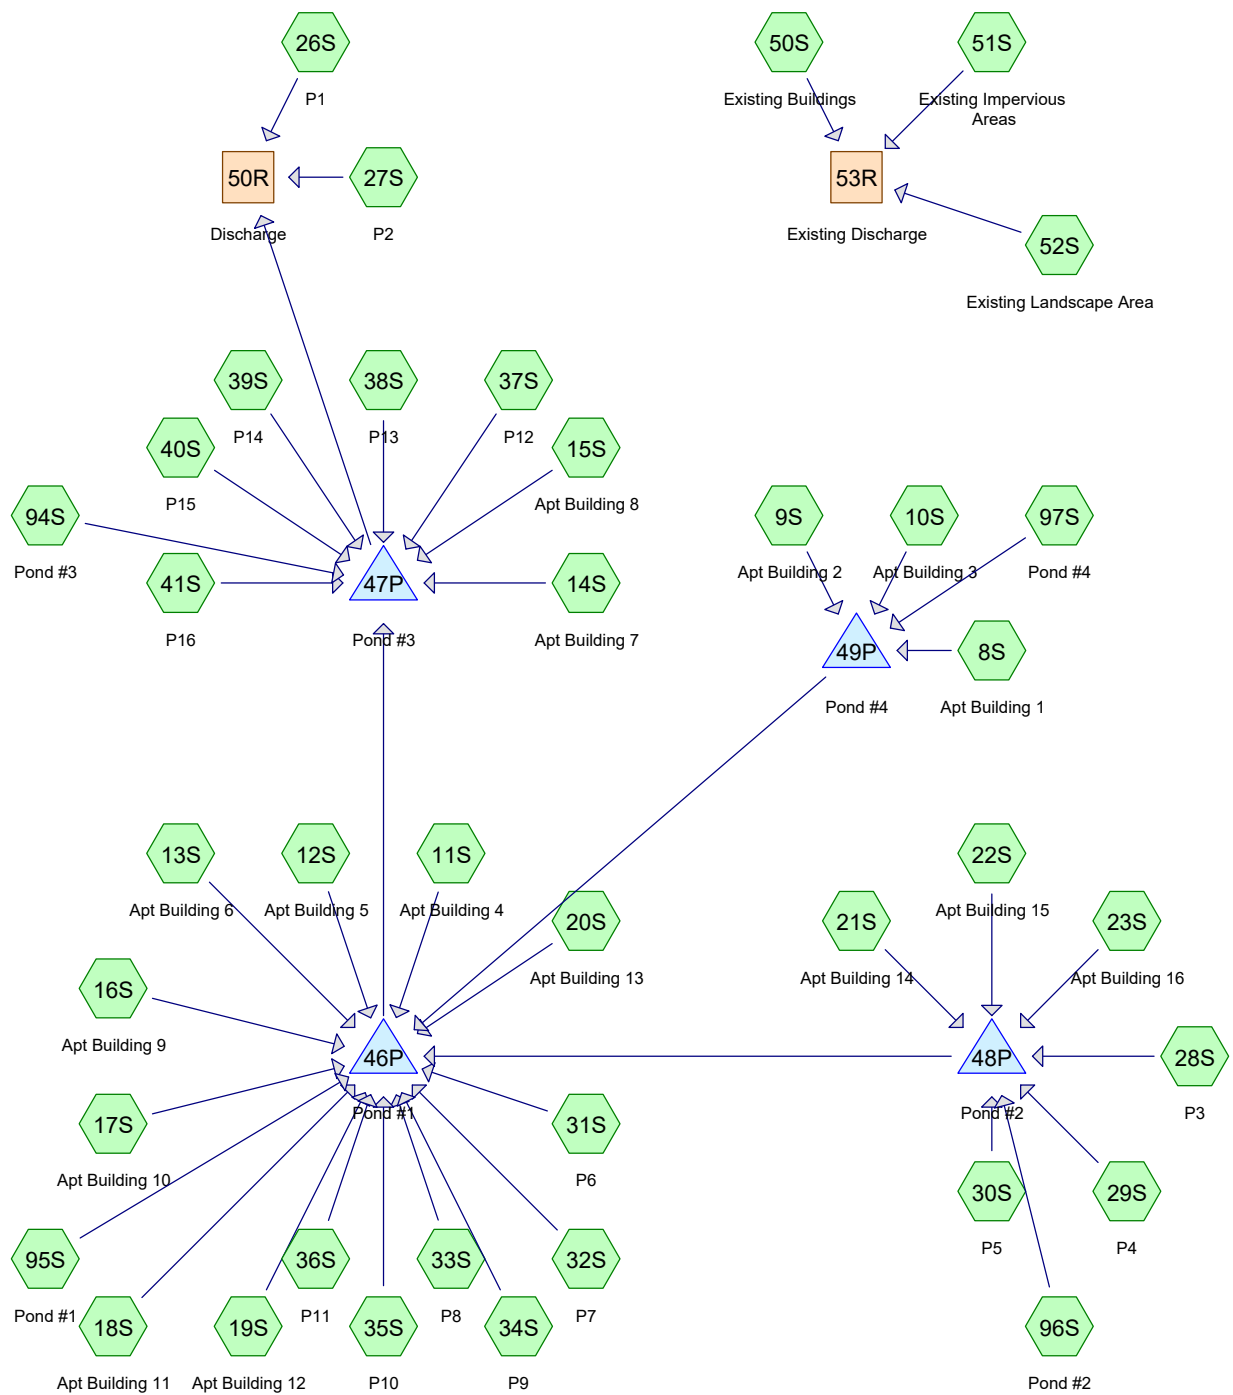 26S
P1
50S
Existing Buildings
51S
Existing Impervious
Areas
50R
Discharge
27S
P2
53R
Existing Discharge
52S
Existing Landscape Area
39S
P14
38S
P13
37S
P12
40S
P15
15S
Apt Building 8
94S
Pond #3
41S
P16
47P
Pond #3
14S
Apt Building 7
9S
Apt Building 2
10S
Apt Building 3
97S
Pond #4
49P
Pond #4
8S
Apt Building 1
13S
Apt Building 6
12S
Apt Building 5
11S
Apt Building 4
20S
Apt Building 13
22S
Apt Building 15
21S
Apt Building 14
23S
Apt Building 16
16S
Apt Building 9
46P
Pond #1
48P
Pond #2
28S
P3
17S
Apt Building 10
31S
P6
30S
P5
29S
P4
95S
Pond #1
36S
P11
33S
P8
32S
P7
18S
Apt Building 11
19S
Apt Building 12
35S
P10
34S
P9
96S
Pond #2